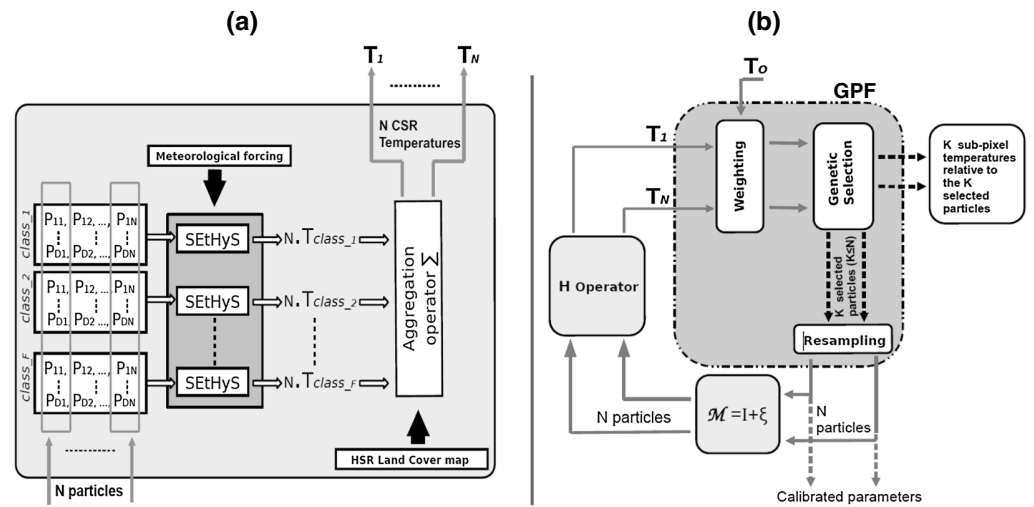 (a)
T1
TN
N CSR
Temperatures
Meteorological forcing
class_1
P11, P12, ..., P1N
PD1, PD2, ..., PDN
SEtHyS
N.Tclass_1
class_2
P11, P12, ... P1N
PD1, PD2 ..., PDN
SEtHyS
N.Tclass_2
class_F
P11, P12, ..., P1N
PD1, PD2, ..., PDN
SEtHyS
N.Tclass_F
Aggregation
operator Σ
HSR Land Cover map
N particles
(b)
TO
GPF
T1
TN
Weighting
Genetic
Selection
K sub-pixel
temperatures
relative to
the K
selected
particles
H Operator
K selected
particles (K≤N)
Resampling
ℳ =I+ξ
N particles
N
particles
Calibrated parameters